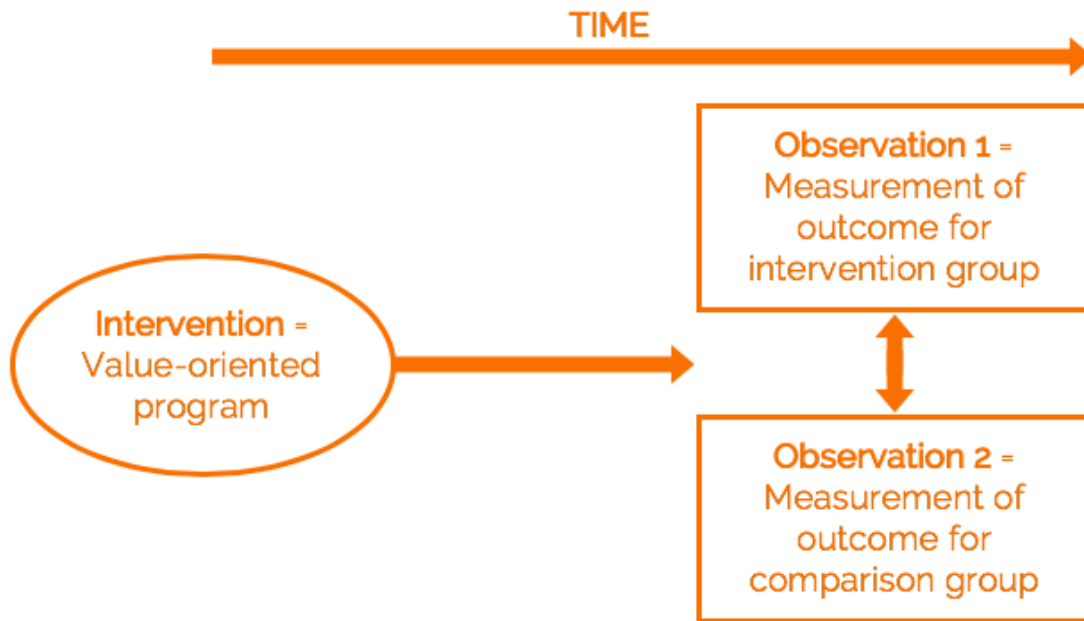 TIME
Observation 1 =
Measurement of
outcome for
intervention group
Intervention =
Value-oriented
program
Observation 2 =
Measurement of
outcome for
comparison group